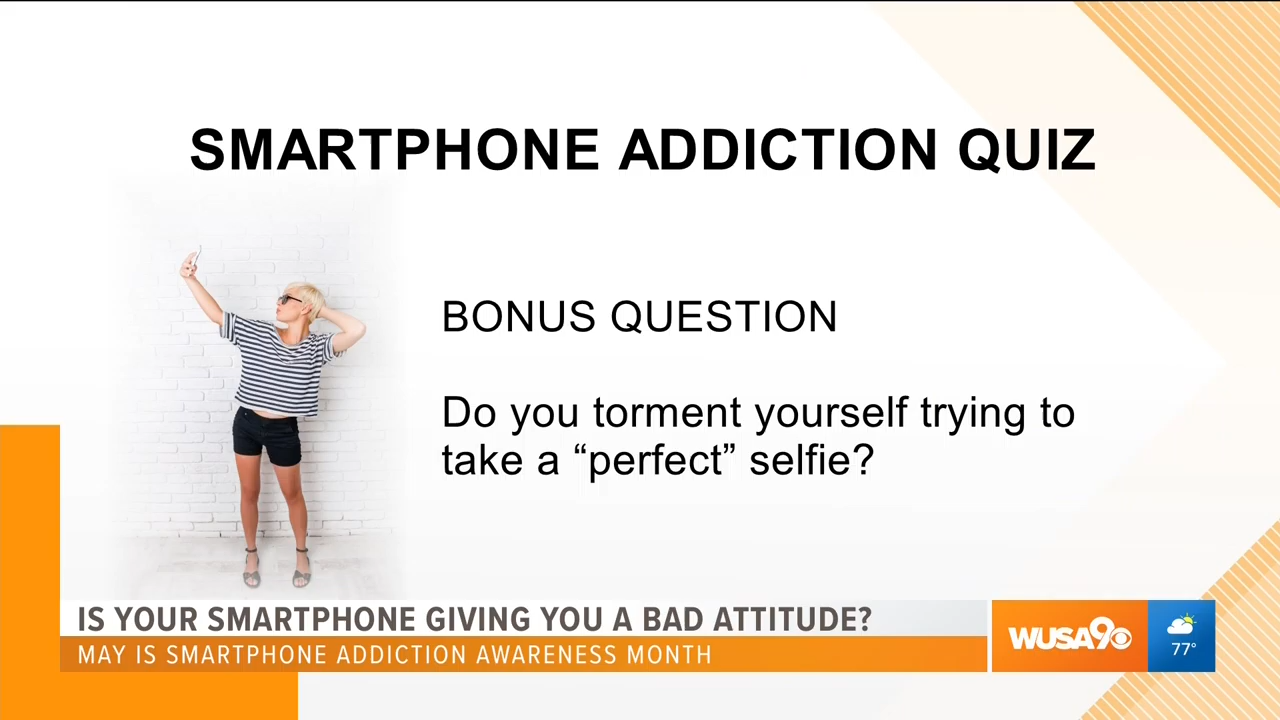 SMARTPHONE ADDICTION QUIZ
BONUS QUESTION
Do you torment yourself trying to
take a “perfect” selfie?
IS YOUR SMARTPHONE GIVING YOU A BAD ATTITUDE?
MAY IS SMARTPHONE ADDICTION AWARENESS MONTH
WUSA9
77°